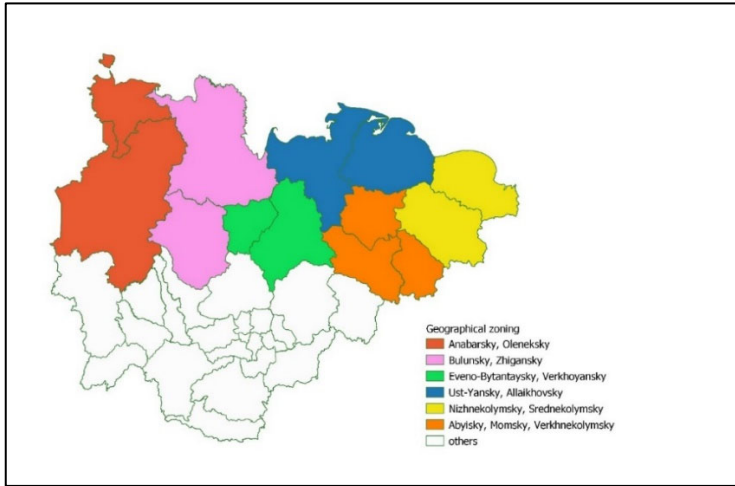 Geographical zoning
Anabarsky, Oleneksky
Bulunsky, Zhigansky
Eveno-Bytantaysky, Verkhoyansky
Ust-Yansky, Allaikhovsky
Nizhnekolymsky, Srednekolymsky
Abyisky, Momsky, Verkhnekolymsky
others